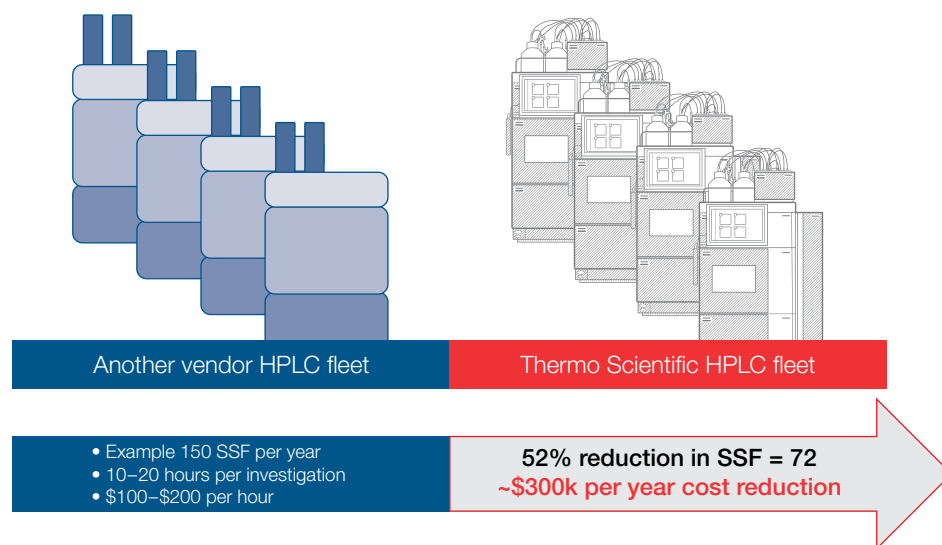 Another vendor HPLC fleet
Thermo Scientific HPLC fleet
• Example 150 SSF per year
• 10–20 hours per investigation
• $100–$200 per hour
52% reduction in SSF = 72
~$300k per year cost reduction